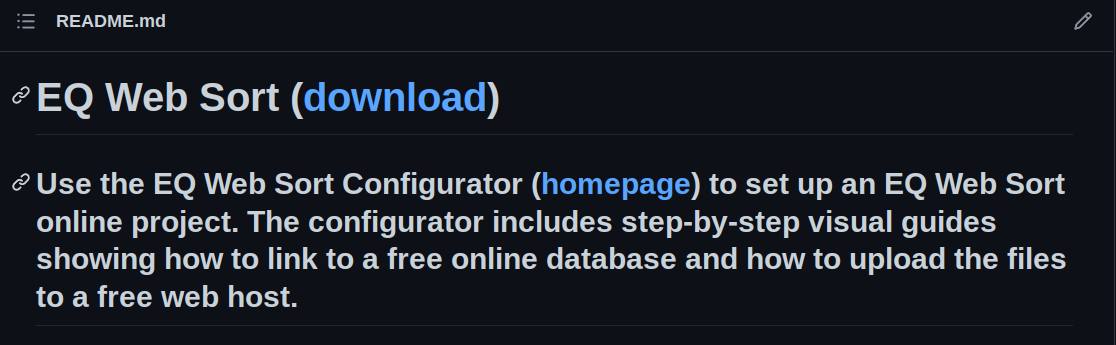 README.md
EQ Web Sort (download)
Use the EQ Web Sort Configurator (homepage) to set up an EQ Web Sort
online project. The configurator includes step-by-step visual guides
showing how to link to a free online database and how to upload the files
to a free web host.